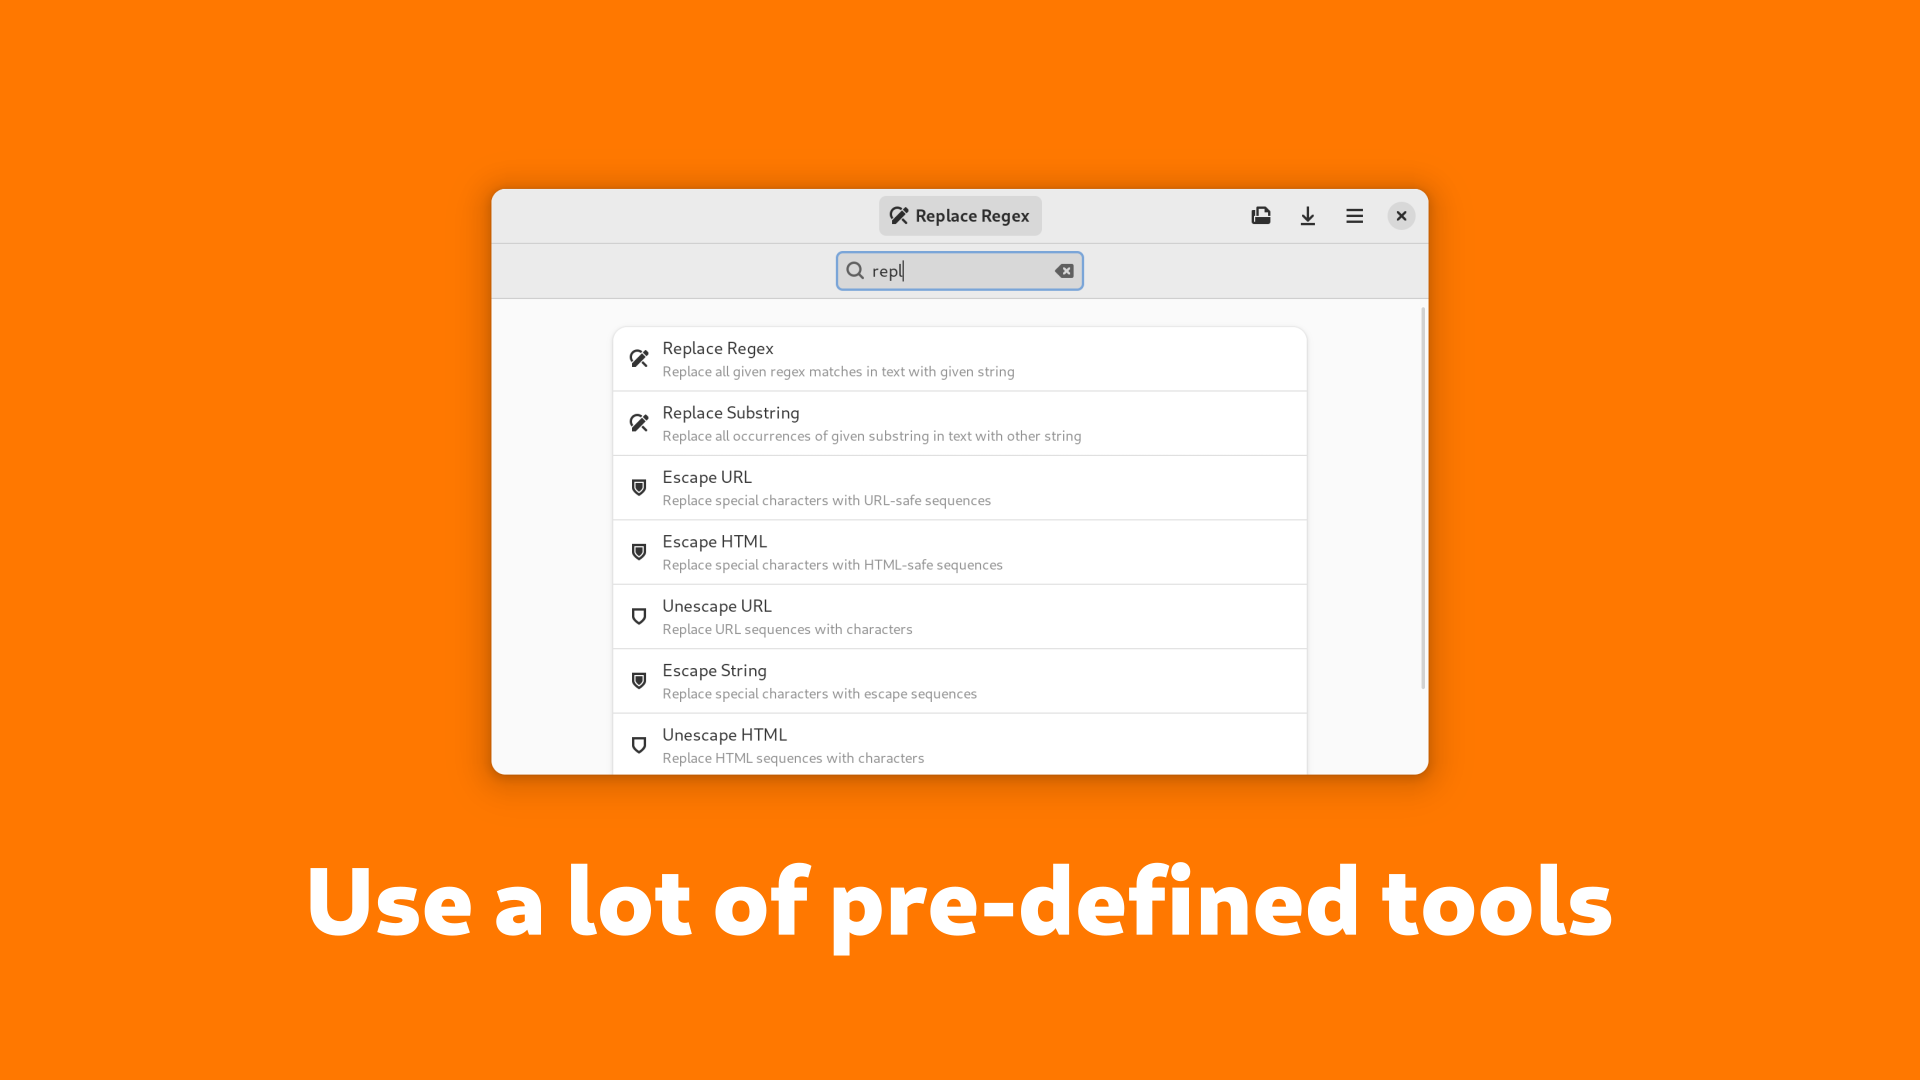 Replace Regex
repl
Replace Regex
Replace all given regex matches in text with given string
Replace Substring
Replace all occurrences of given substring in text with other string
Escape URL
Replace special characters with URL-safe sequences
Escape HTML
Replace special characters with HTML-safe sequences
Unescape URL
Replace URL sequences with characters
Escape String
Replace special characters with escape sequences
Unescape HTML
Replace HTML sequences with characters
Use a lot of pre-defined tools